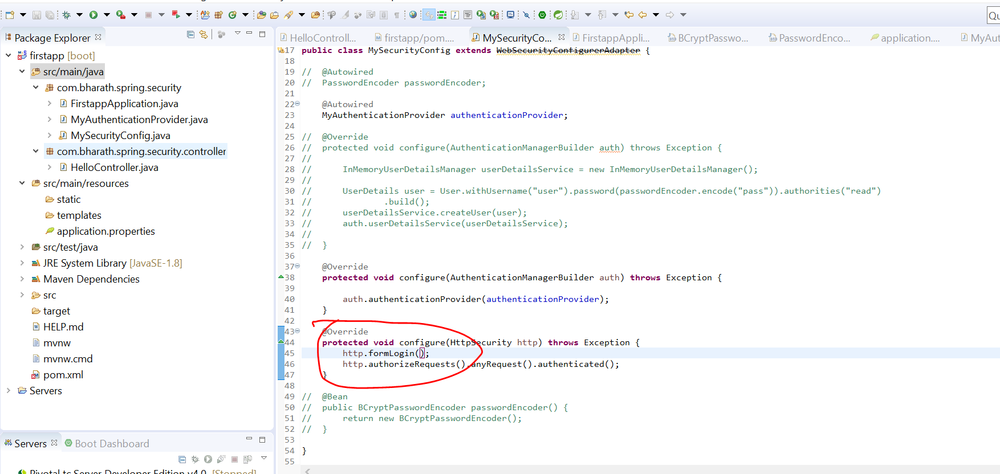 Qu
Package Explorer
HelloControll...
firstapp/pom....
MySecurityCo...
FirstappAppli...
BCryptPasswo...
PasswordEnco...
application....
MyAut
firstapp [boot]
src/main/java
com.bharath.spring.security
FirstappApplication.java
MyAuthenticationProvider.java
MySecurityConfig.java
com.bharath.spring.security.controller
HelloController.java
src/main/resources
static
templates
application.properties
src/test/java
JRE System Library [JavaSE-1.8]
Maven Dependencies
src
target
HELP.md
mvnw
mvnw.cmd
pom.xml
Servers
17 public class MySecurityConfig extends WebSecurityConfigurerAdapter {
18
19 // @Autowired
20 // PasswordEncoder passwordEncoder;
21
22 @Autowired
23 MyAuthenticationProvider authenticationProvider;
24
25 // @Override
26 // protected void configure(AuthenticationManagerBuilder auth) throws Exception {
27 //
28 // InMemoryUserDetailsManager userDetailsService = new InMemoryUserDetailsManager();
29 //
30 // UserDetails user = User.withUsername("user").password(passwordEncoder.encode("pass")).authorities("read")
31 // .build();
32 // userDetailsService.createUser(user);
33 // auth.userDetailsService(userDetailsService);
34 //
35 // }
36
37 @Override
38 protected void configure(AuthenticationManagerBuilder auth) throws Exception {
39
40 auth.authenticationProvider(authenticationProvider);
41 }
42
43 @Override
44 protected void configure(HttpSecurity http) throws Exception {
45 http.formLogin();
46 http.authorizeRequests().anyRequest().authenticated();
47 }
48
49 // @Bean
50 // public BCryptPasswordEncoder passwordEncoder() {
51 // return new BCryptPasswordEncoder();
52 // }
53
54 }
55
Servers
Boot Dashboard
Pivotal tc Server Developer Edition v4.0 [Stopped]